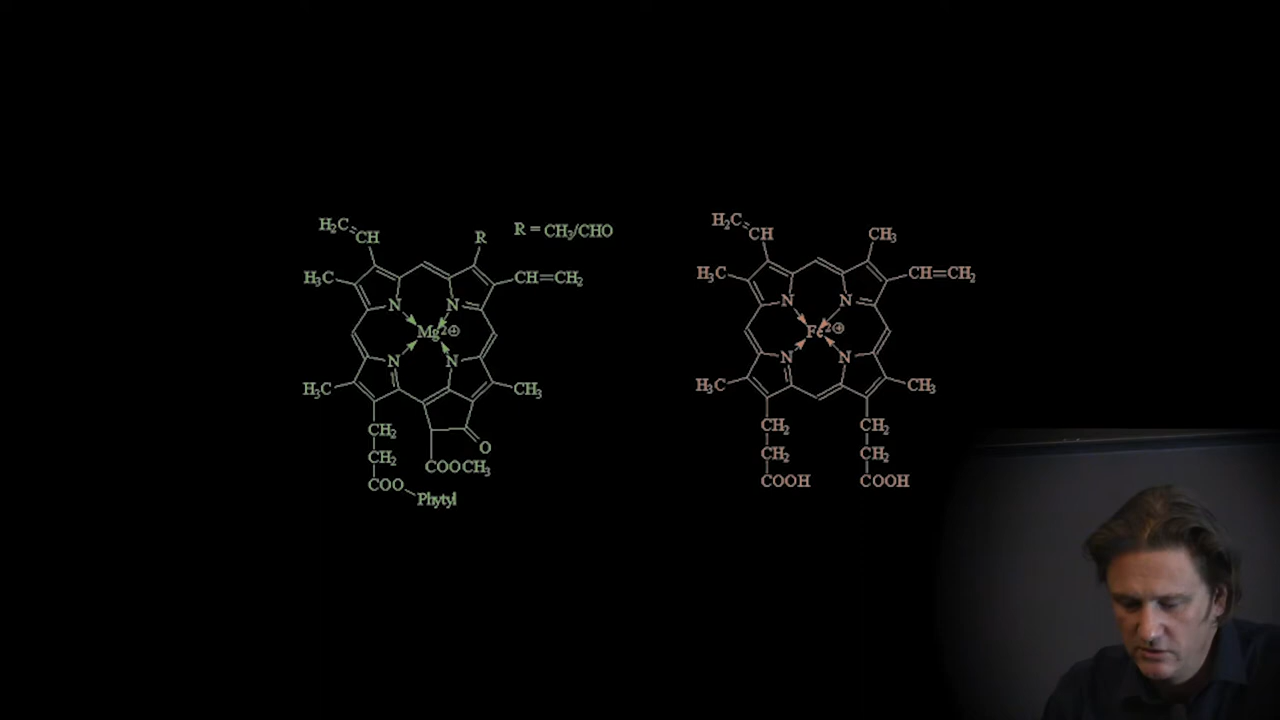 H₂C
CH
R
R = CH₃/CHO
H₃C
CH=CH₂
N
N
Mg²⊕
N
N
H₃C
CH₃
CH₂
O
CH₂
COOCH₃
COO
Phytyl
H₂C
CH
CH₃
H₃C
CH=CH₂
N
N
Fe²⊕
N
N
H₃C
CH₃
CH₂
CH₂
CH₂
CH₂
COOH
COOH